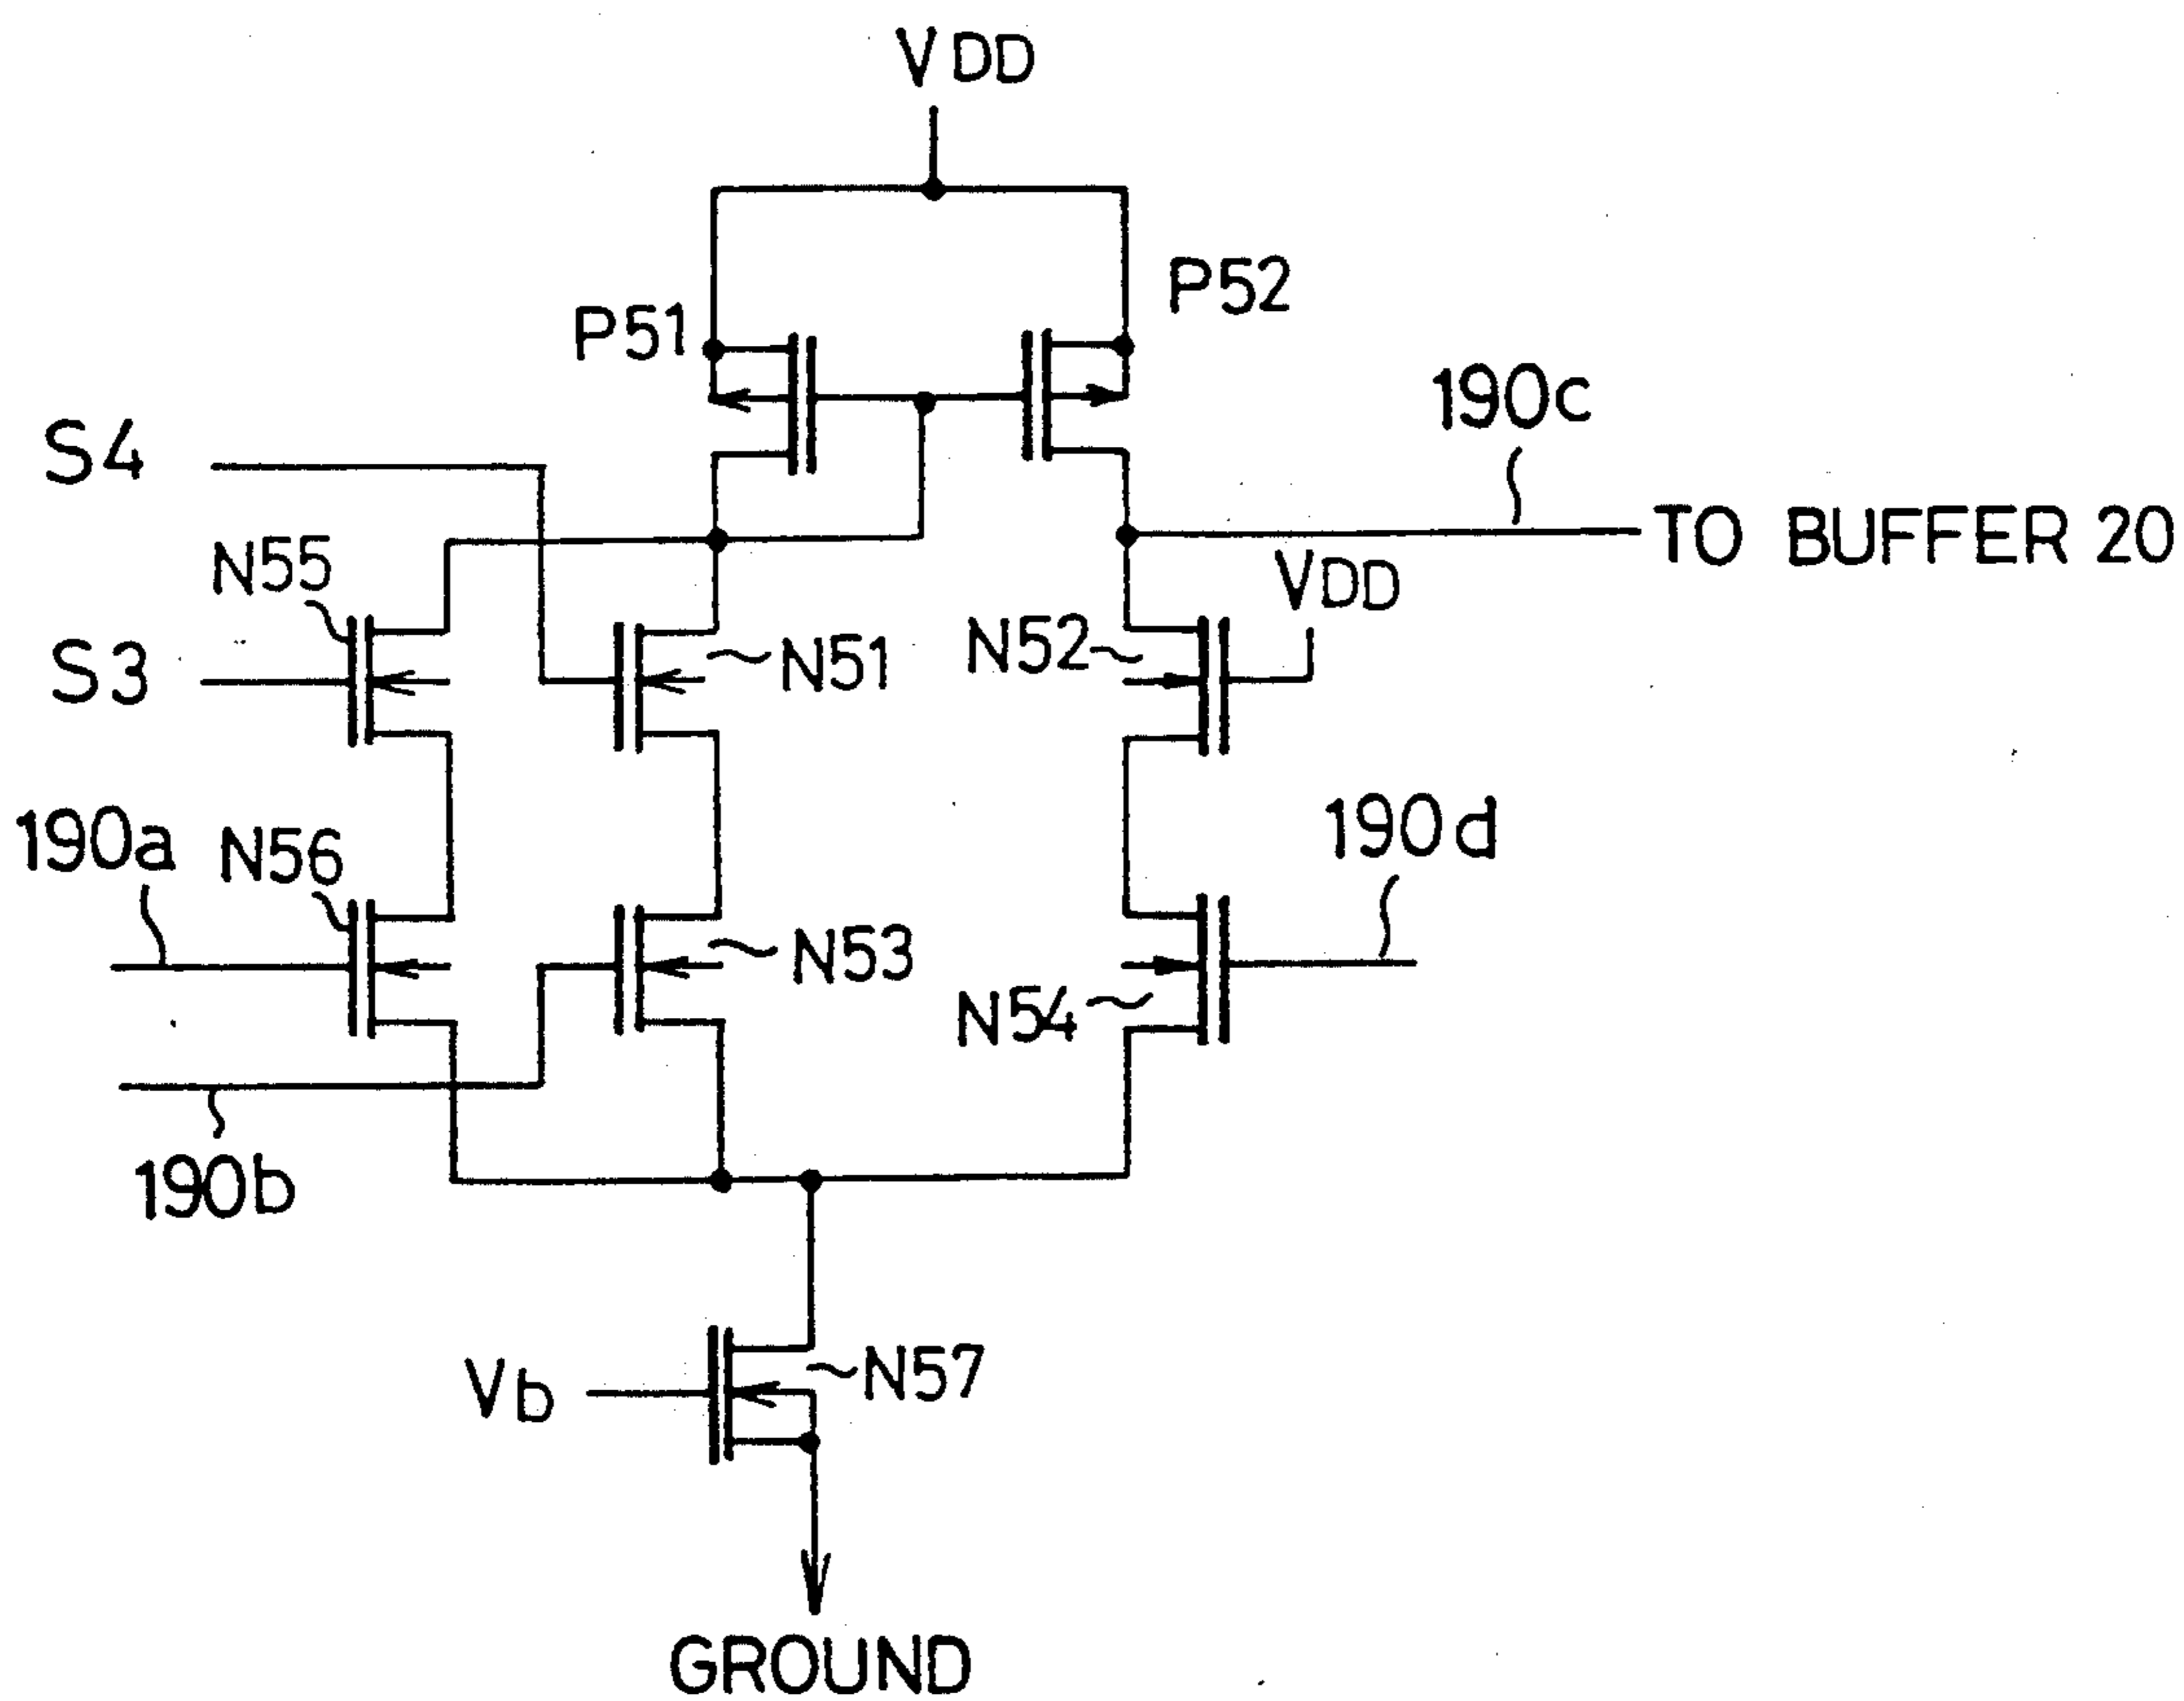 VDD
P52
P51
190c
S4
TO BUFFER 20
N55
VDD
N52
N51
S3
190a
N56
190d
N53
N54
190b
N57
Vb
GROUND